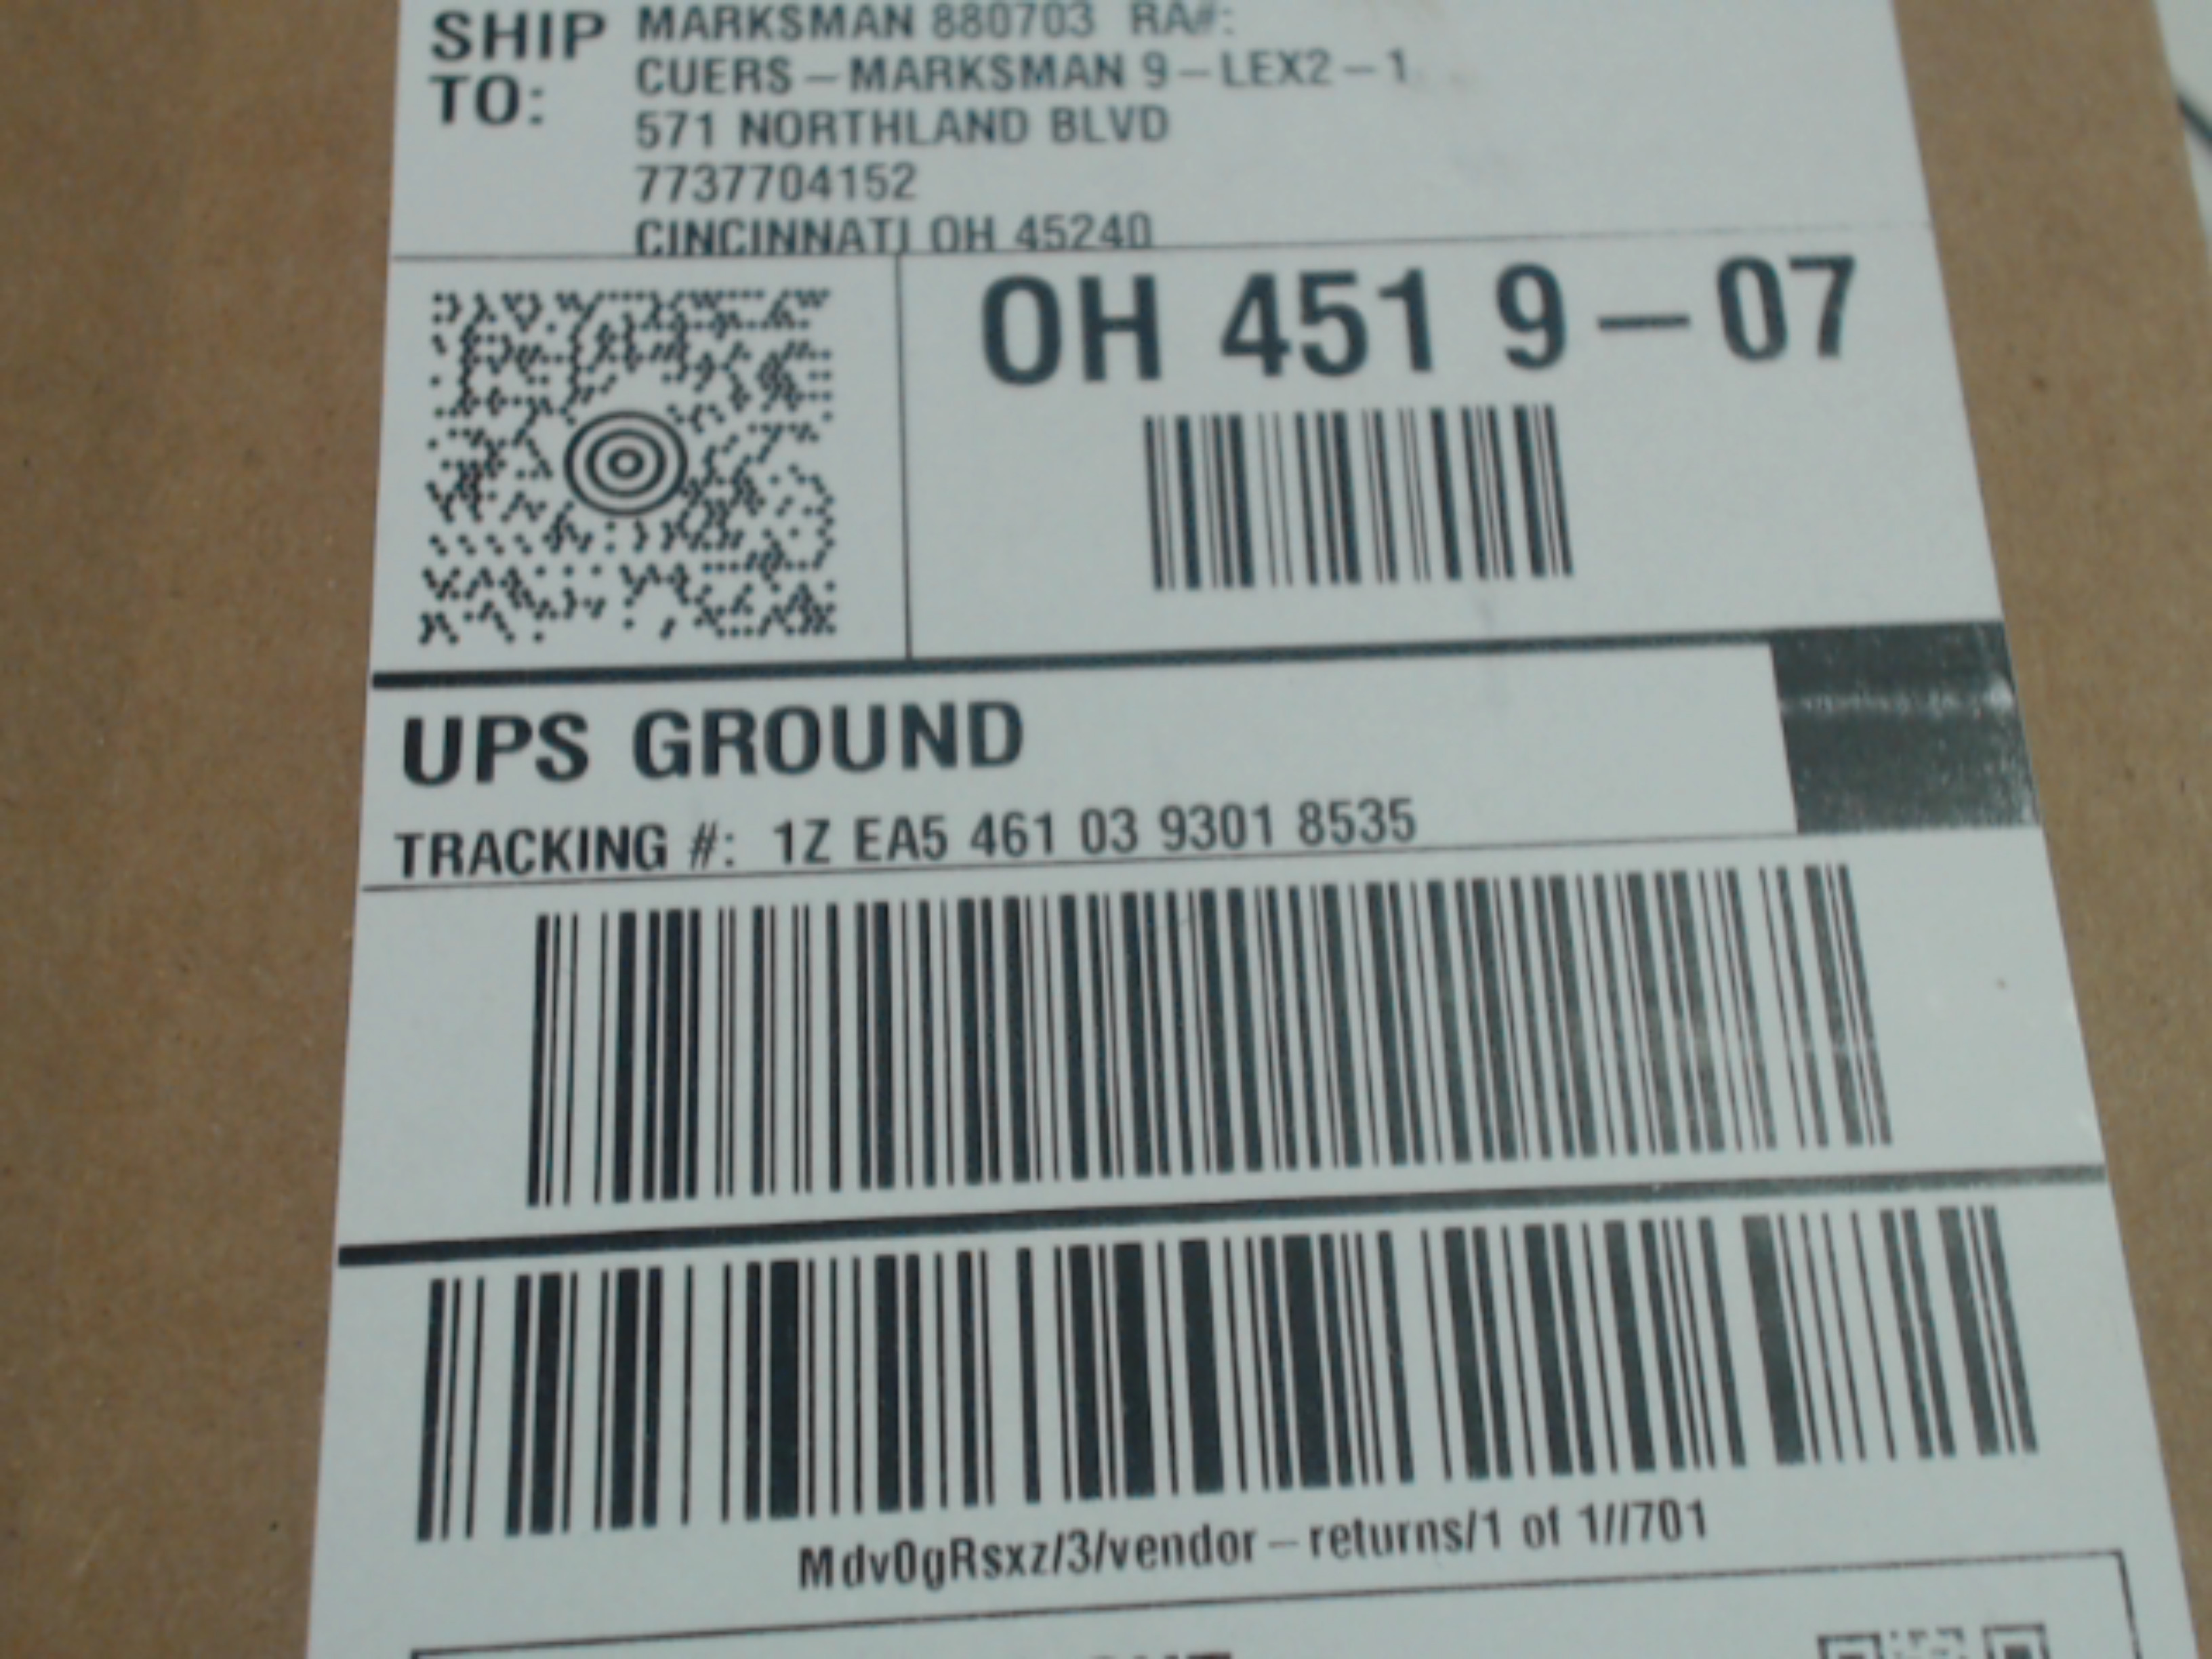 SHIP TO:
MARKSMAN 880703 RA#:
CUERS-MARKSMAN 9-LEX2-1
571 NORTHLAND BLVD
7737704152
CINCINNATI OH 45240
OH 451 9-07
UPS GROUND
TRACKING #: 1Z EA5 461 03 9301 8535
Mdv0gRsxz/3/vendor-returns/1 of 1//701